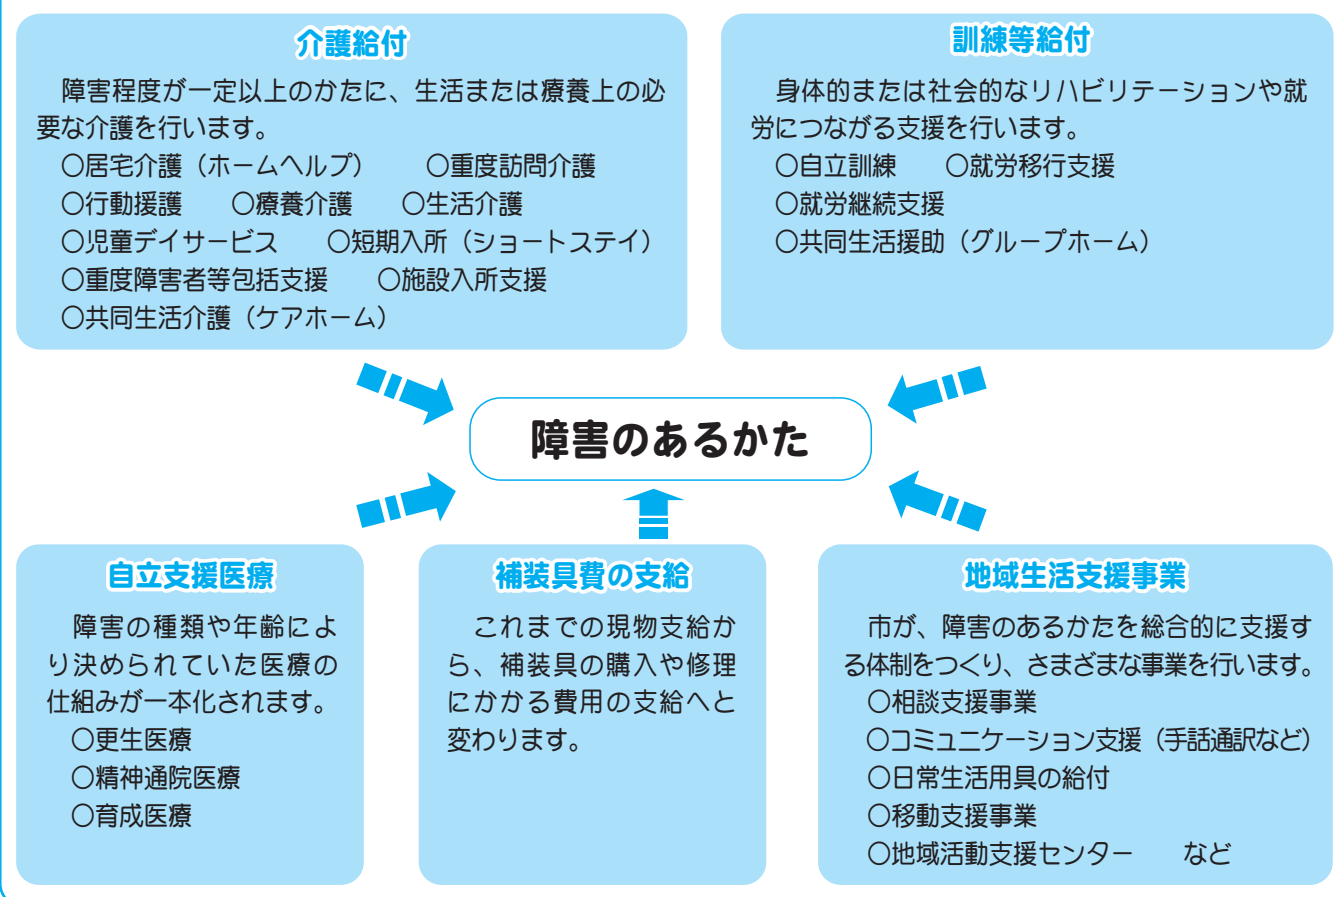 介護給付
障害程度が一定以上のかたに、生活または療養上の必
要な介護を行います。
○居宅介護（ホームヘルプ）　○重度訪問介護
○行動援護　○療養介護　○生活介護
○児童デイサービス　○短期入所（ショートステイ）
○重度障害者等包括支援　○施設入所支援
○共同生活介護（ケアホーム）
訓練等給付
身体的または社会的なリハビリテーションや就
労につながる支援を行います。
○自立訓練　○就労移行支援
○就労継続支援
○共同生活援助（グループホーム）
障害のあるかた
自立支援医療
障害の種類や年齢によ
り決められていた医療の
仕組みが一本化されます。
○更生医療
○精神通院医療
○育成医療
補装具費の支給
これまでの現物支給か
ら、補装具の購入や修理
にかかる費用の支給へと
変わります。
地域生活支援事業
市が、障害のあるかたを総合的に支援す
る体制をつくり、さまざまな事業を行います。
○相談支援事業
○コミュニケーション支援（手話通訳など）
○日常生活用具の給付
○移動支援事業
○地域活動支援センター　など